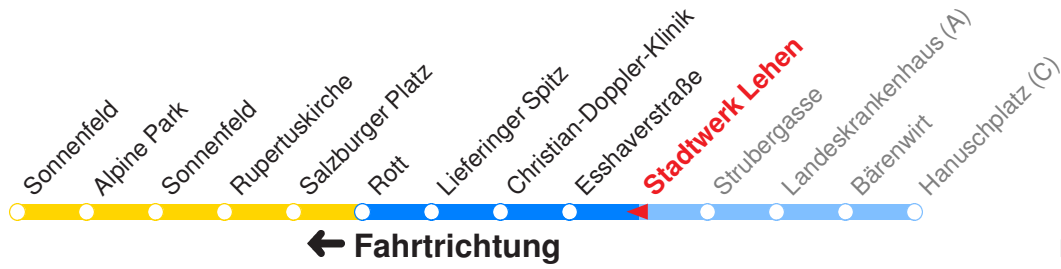 Sonnenfeld
Alpine Park
Sonnenfeld
Rupertuskirche
Salzburger Platz
Rott
Lieferinger Spitz
Christian-Doppler-Klinik
Esshaverstraße
Stadtwerk Lehen
Strubergasse
Landeskrankenhaus (A)
Bärenwirt
Hanuschplatz (C)
Fahrtrichtung